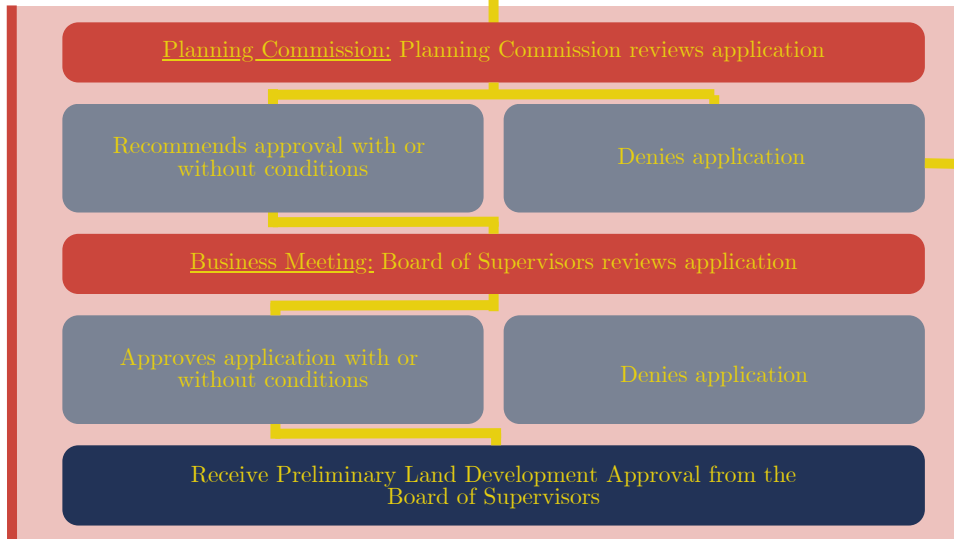 Planning Commission: Planning Commission reviews application
Recommends approval with or
without conditions
Denies application
Business Meeting: Board of Supervisors reviews application
Approves application with or
without conditions
Denies application
Receive Preliminary Land Development Approval from the
Board of Supervisors